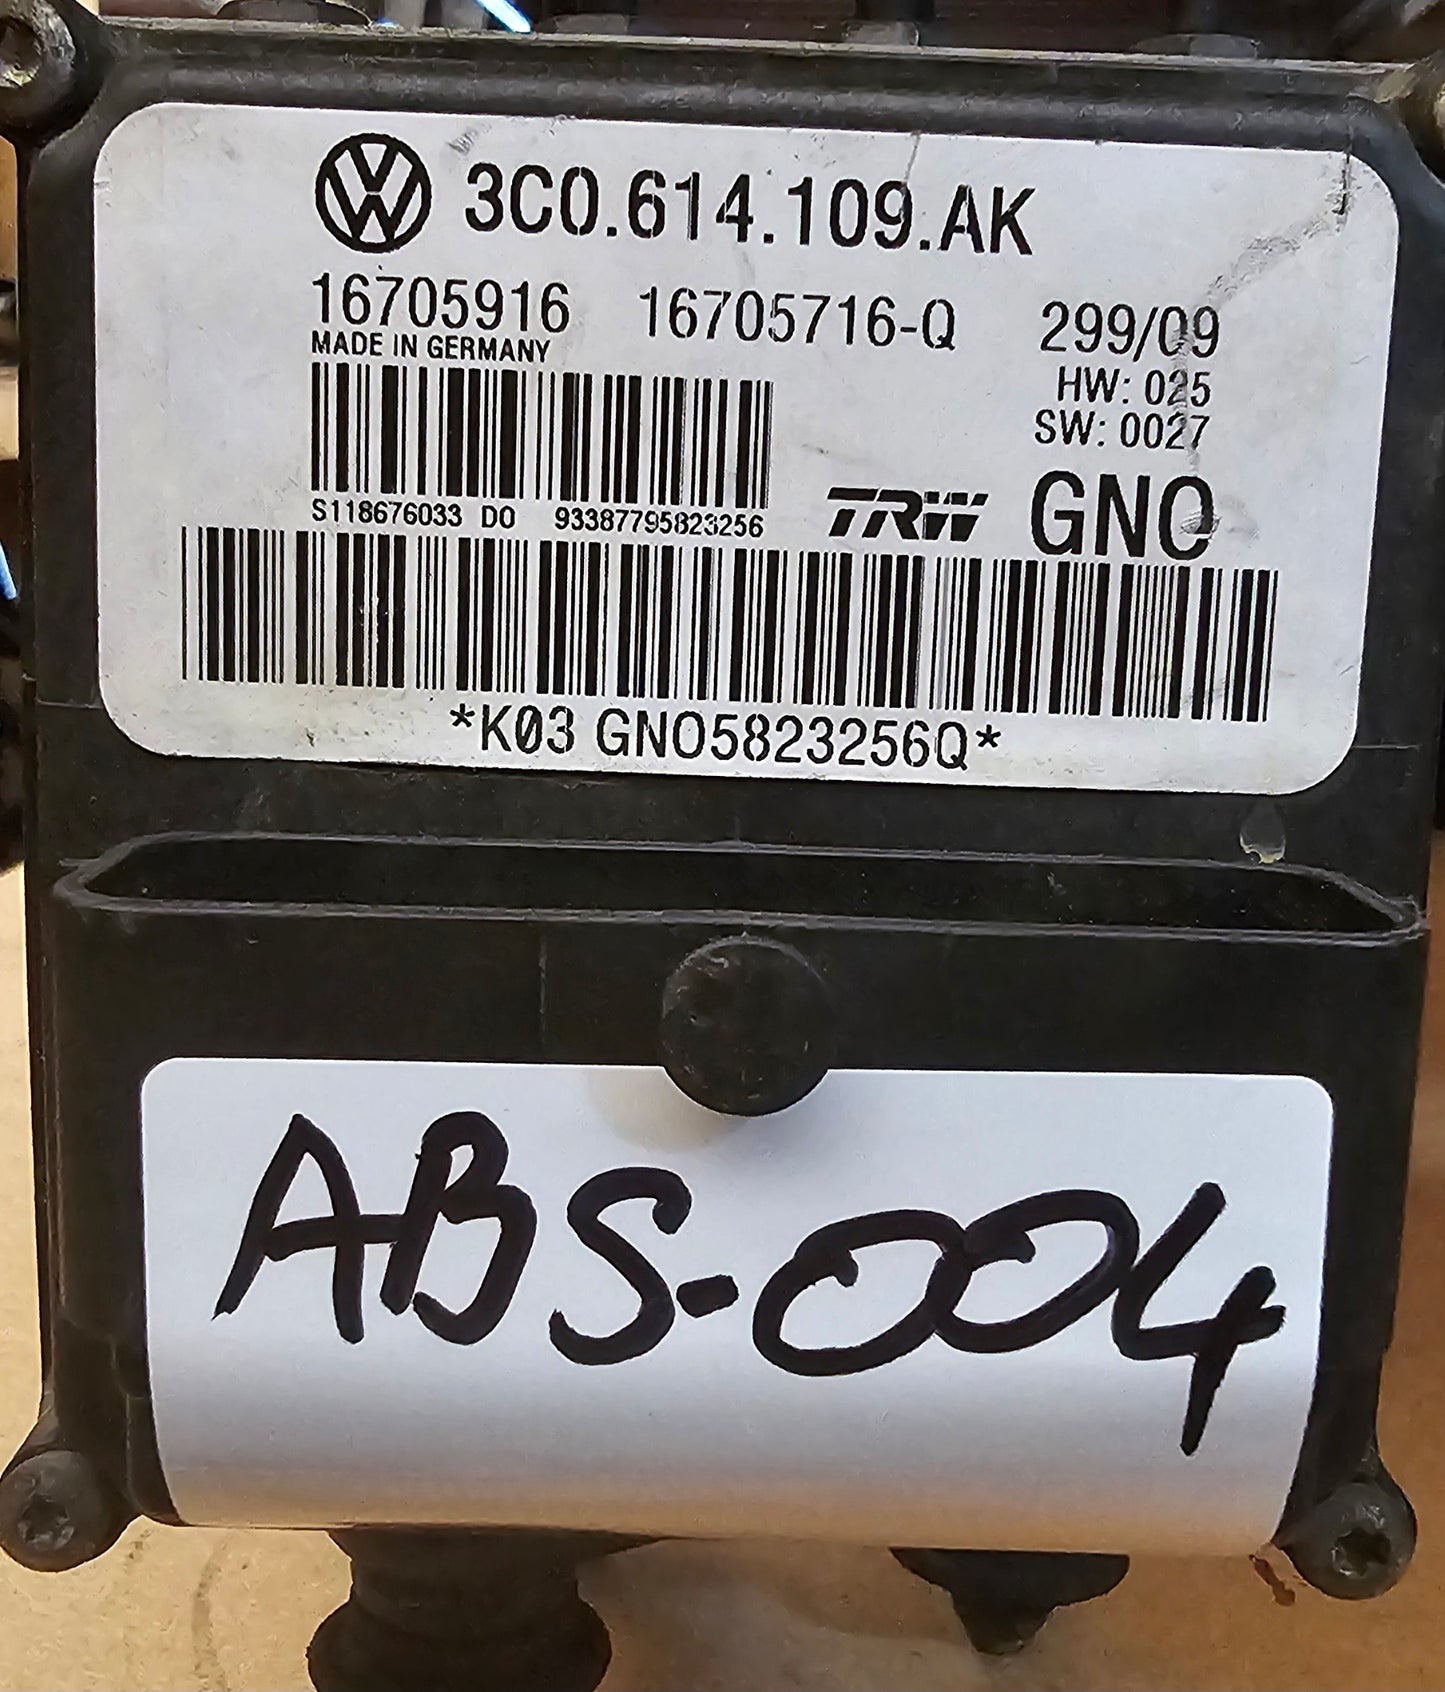 3C0.614.109.AK
16705916 16705716-Q 299/09
MADE IN GERMANY
HW: 025
SW: 0027
S118676033 D0 93387795823256
TRW GNO
*K03 GNO5823256Q*
ABS-004